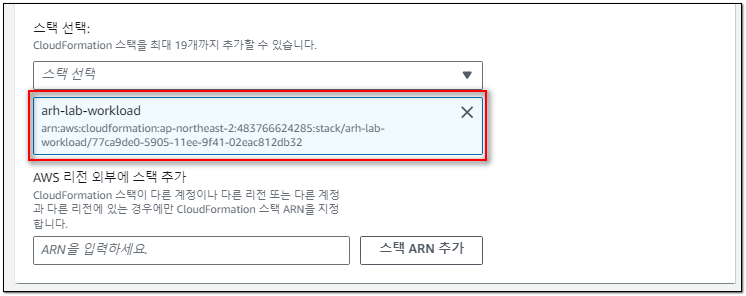 스택 선택:
CloudFormation 스택을 최대 19개까지 추가할 수 있습니다.
스택 선택
arh-lab-workload
arn:aws:cloudformation:ap-northeast-2:483766624285:stack/arh-lab-
workload/77ca9de0-5905-11ee-9f41-02eac812db32
AWS 리전 외부에 스택 추가
CloudFormation 스택이 다른 계정이나 다른 리전 또는 다른 계정
과 다른 리전에 있는 경우에만 CloudFormation 스택 ARN을 지정
합니다.
ARN을 입력하세요.
스택 ARN 추가